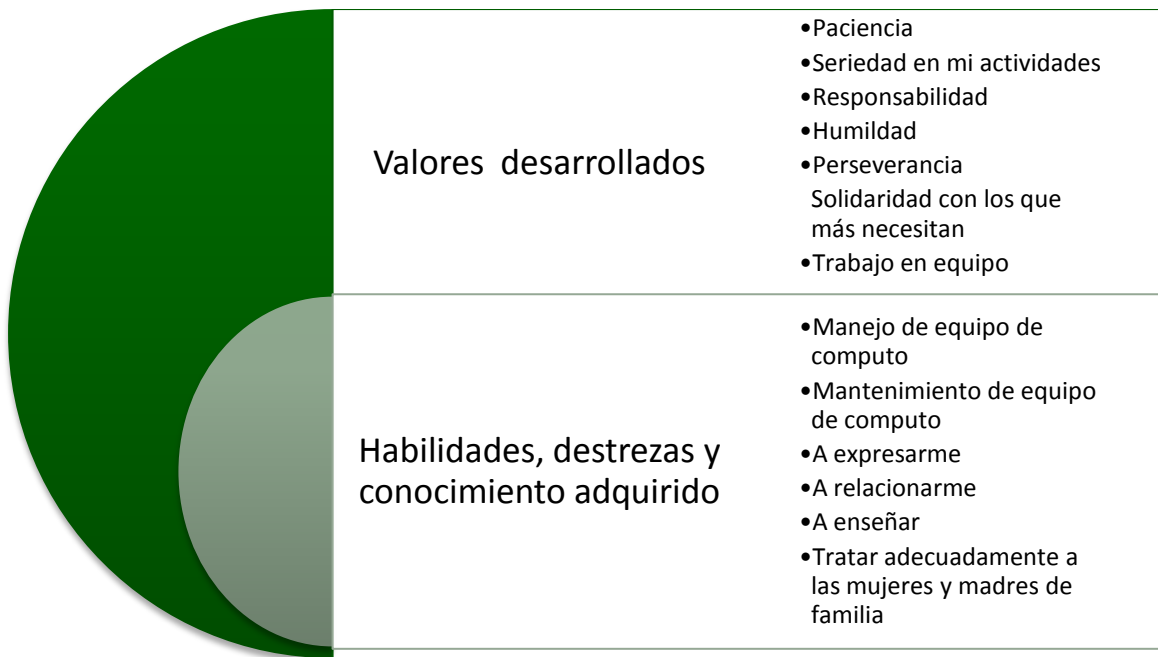 Valores desarrollados
•Paciencia
•Seriedad en mi actividades
•Responsabilidad
•Humildad
•Perseverancia
Solidaridad con los que
más necesitan
•Trabajo en equipo
Habilidades, destrezas y
conocimiento adquirido
•Manejo de equipo de
computo
•Mantenimiento de equipo
de computo
•A expresarme
•A relacionarme
•A enseñar
•Tratar adecuadamente a
las mujeres y madres de
familia